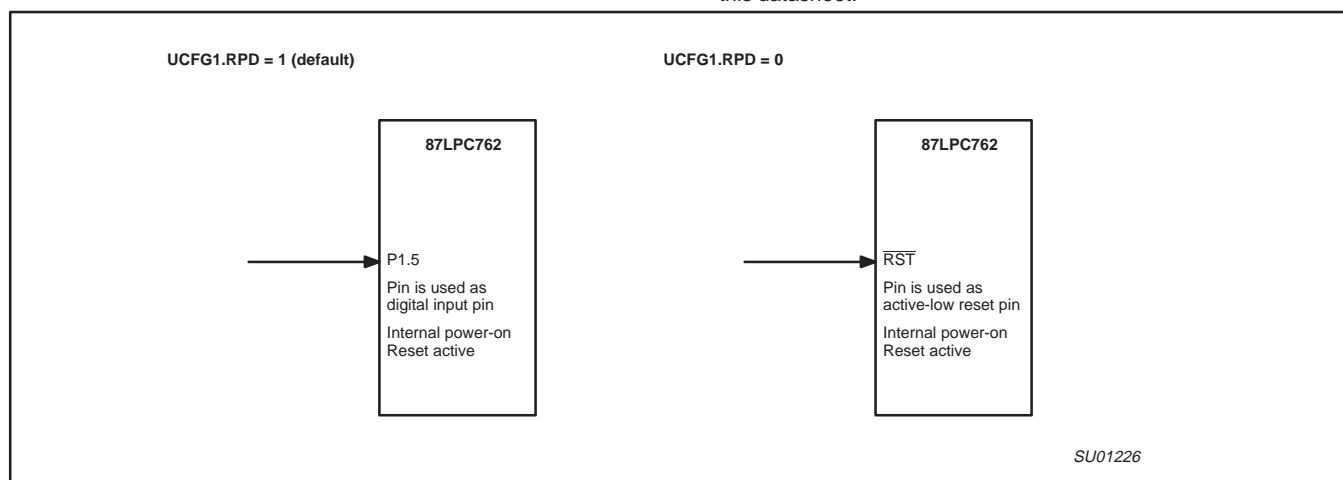 this datasheet.
UCFG1.RPD = 1 (default)
UCFG1.RPD = 0
87LPC762
P1.5
Pin is used as
digital input pin
Internal power-on
Reset active
87LPC762
RST
Pin is used as
active-low reset pin
Internal power-on
Reset active
SU01226